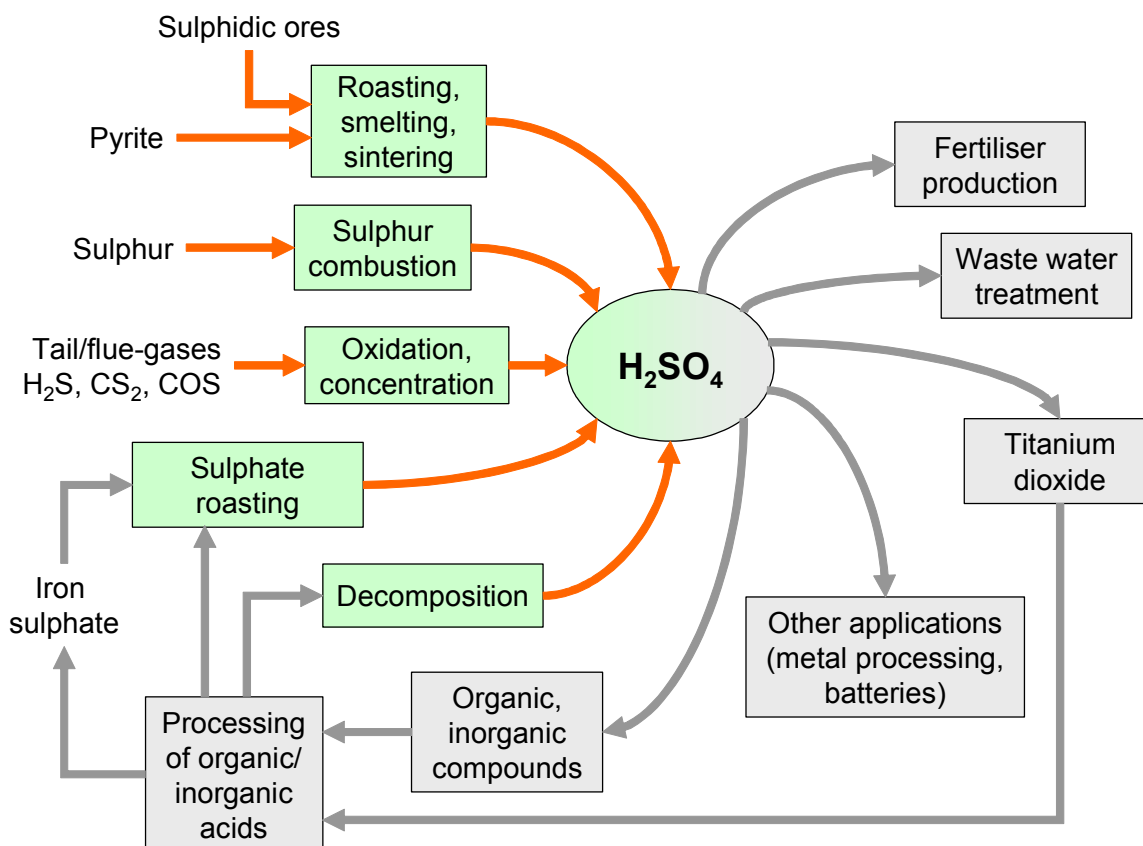 Sulphidic ores
Roasting,
smelting,
sintering
Pyrite
Fertiliser
production
Sulphur
Sulphur
combustion
Waste water
treatment
Tail/flue-gases
H₂S, CS₂, COS
Oxidation,
concentration
H₂SO₄
Titanium
dioxide
Sulphate
roasting
Iron
sulphate
Decomposition
Other applications
(metal processing,
batteries)
Organic,
inorganic
compounds
Processing
of organic/
inorganic
acids